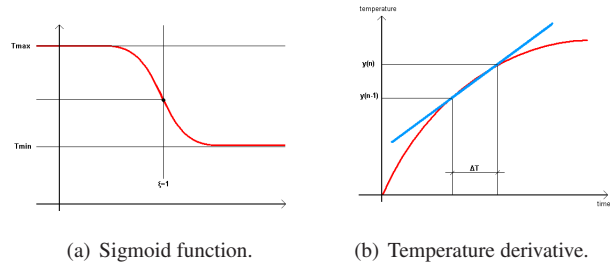 Tmax
Tmin
ξ=1
temperature
y(n)
y(n-1)
ΔT
time
(a) Sigmoid function.
(b) Temperature derivative.